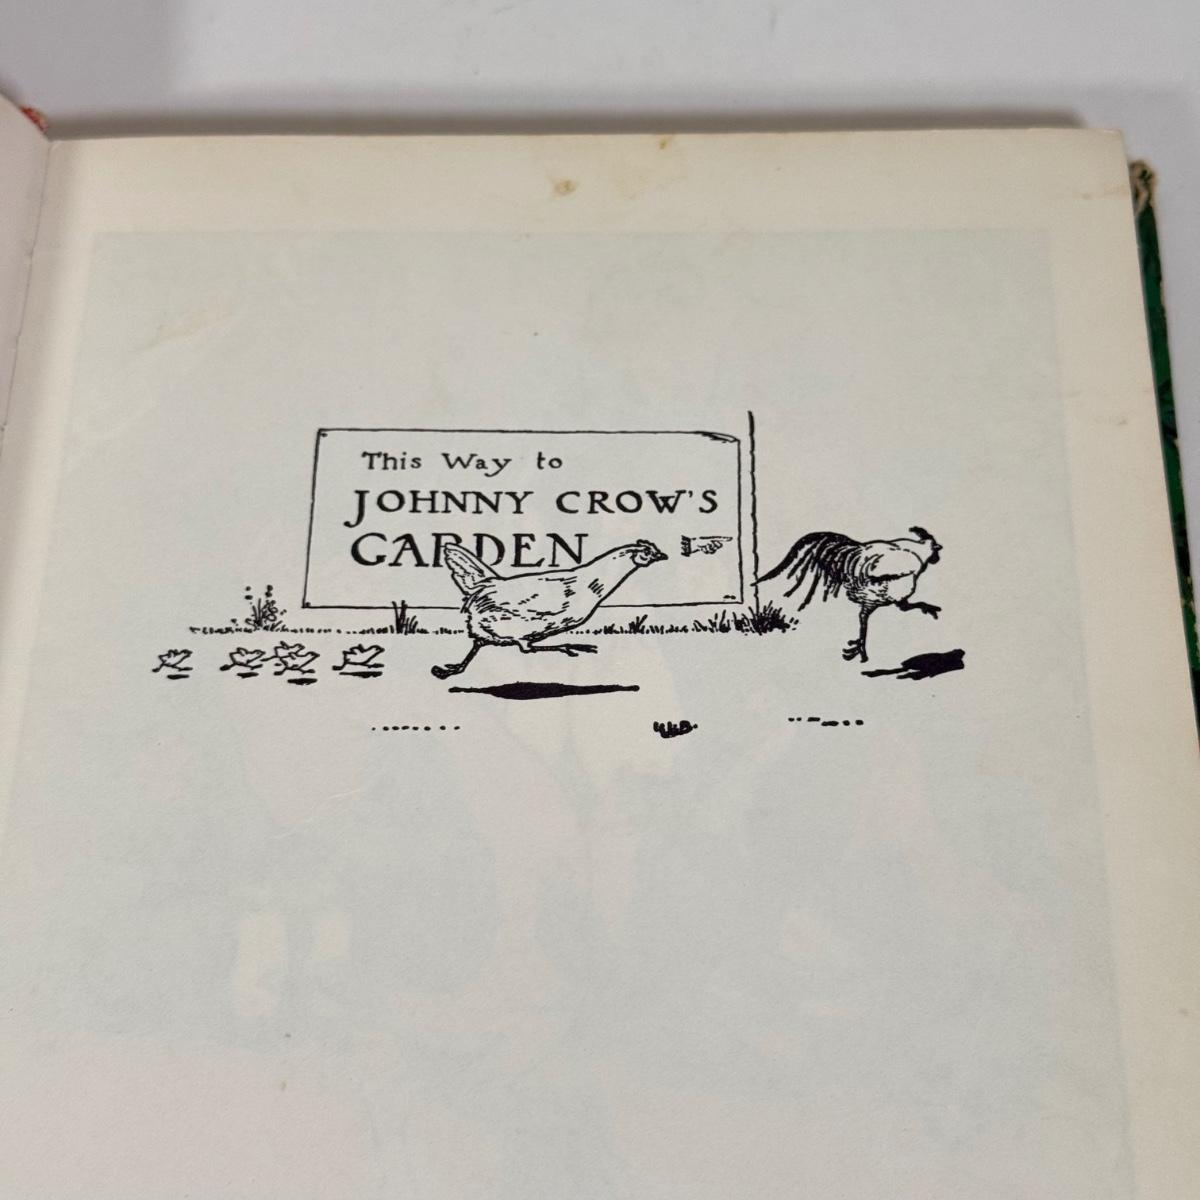 This Way to
JOHNNY CROW'S
GARDEN